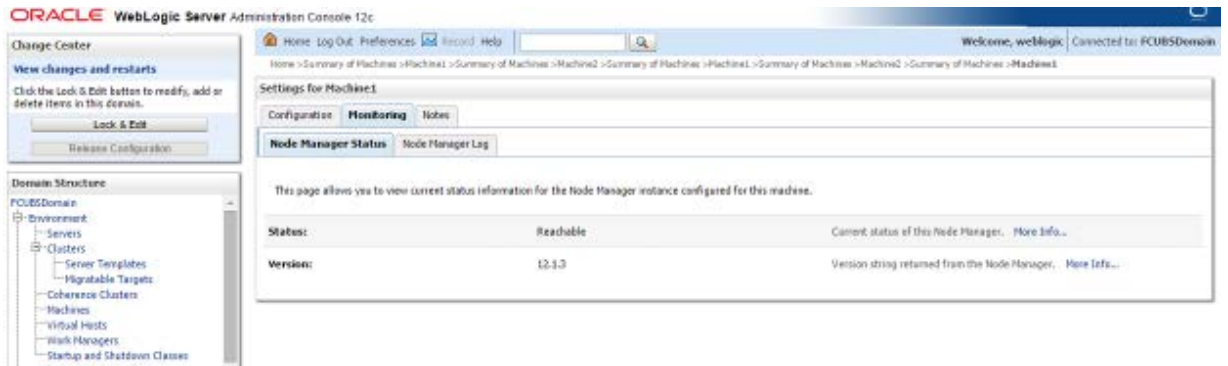 ORACLE WebLogic Server Administration Console 12c
Change Center
View changes and restarts
Click the Lock & Edit button to modify, add or
delete items in this domain.
Lock & Edit
Release Configuration
Domain Structure
FCUBSDomain
Environment
Servers
Clusters
Server Templates
Migratable Targets
Coherence Clusters
Machines
Virtual Hosts
Work Managers
Startup and Shutdown Classes
Home Log Out Preferences Record Help
Welcome, weblogic Connected to: FCUBSDomain
Home >Summary of Machines >Machine1 >Summary of Machines >Machine2 >Summary of Machines >Machine1 >Summary of Machines >Machine2 >Summary of Machines >Machine1
Settings for Machine1
Configuration Monitoring Notes
Node Manager Status Node Manager Log
This page allows you to view current status information for the Node Manager instance configured for this machine.
Status: Reachable Current status of this Node Manager. More Info...
Version: 12.1.3 Version string returned from the Node Manager. More Info...